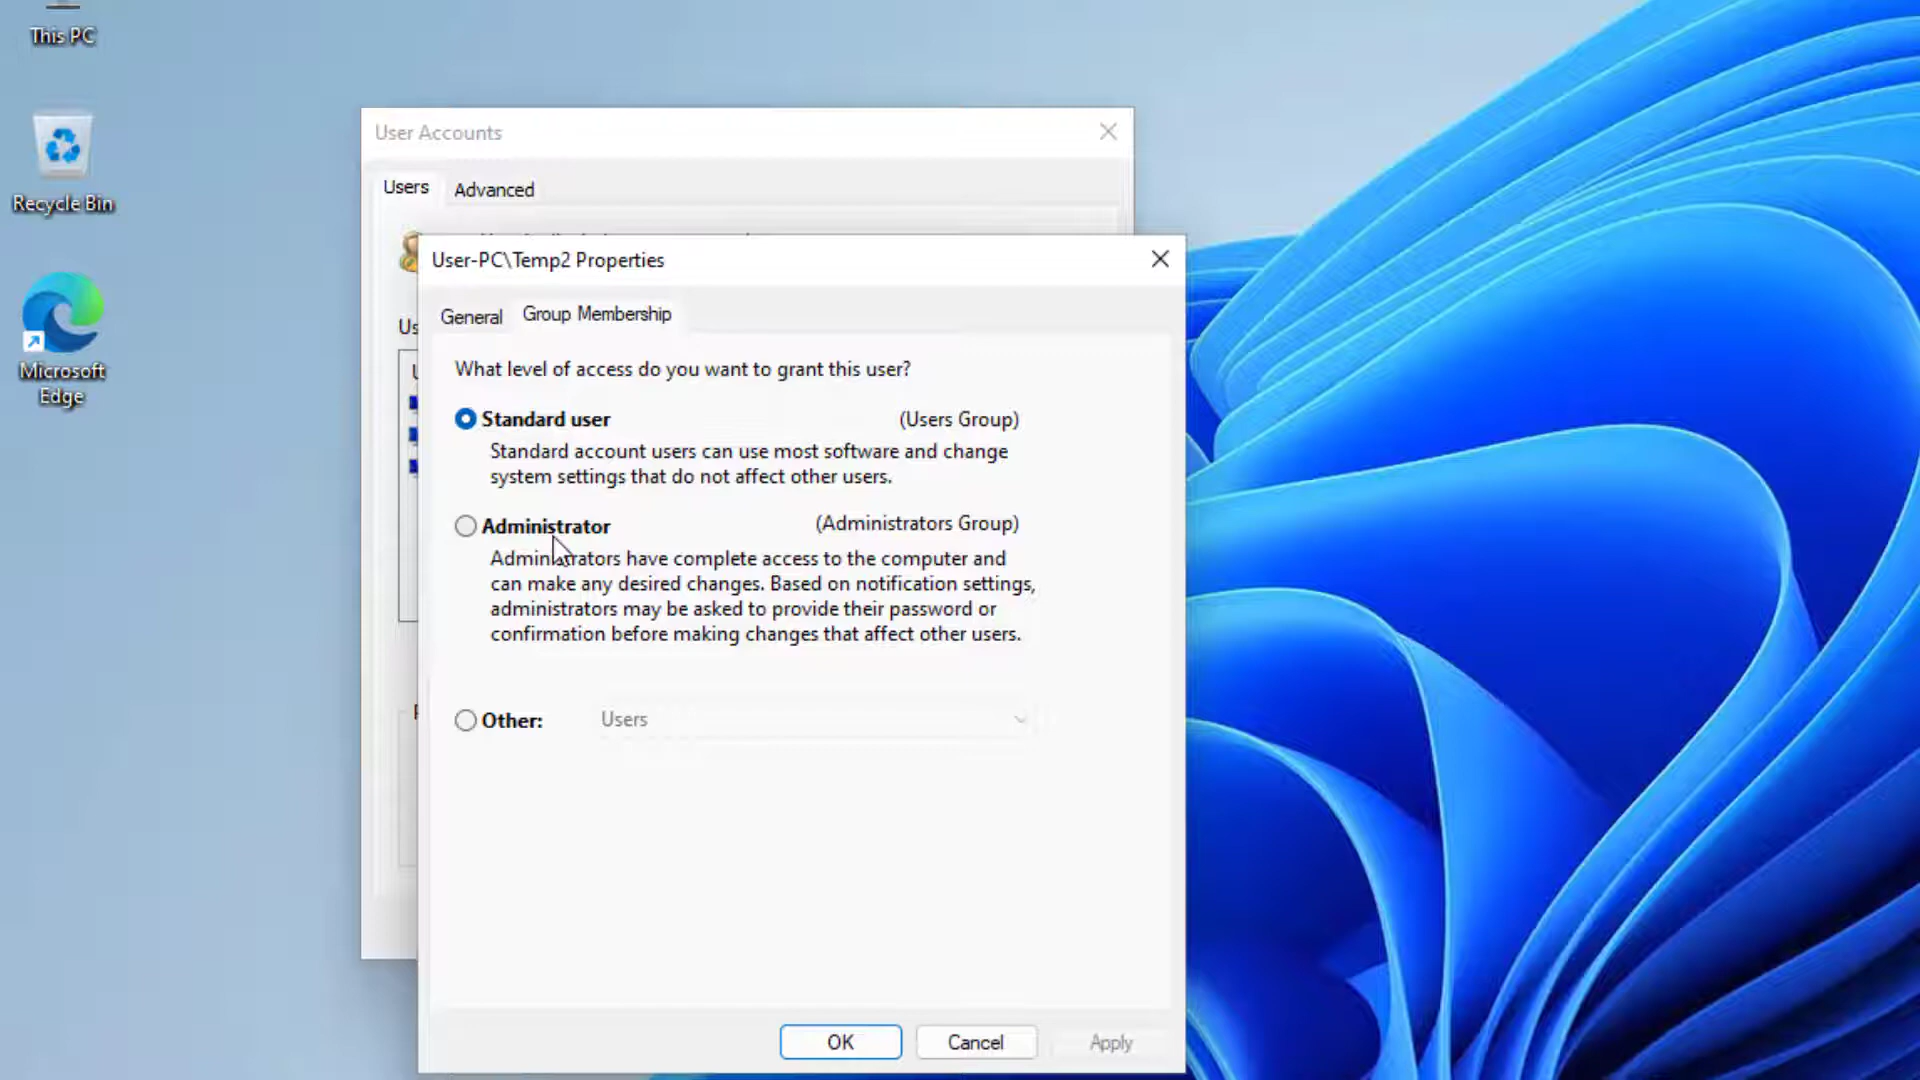 This PC
Recycle Bin
Microsoft
Edge
User Accounts
Users
Advanced
User-PC\Temp2 Properties
General
Group Membership
What level of access do you want to grant this user?
Standard user
(Users Group)
Standard account users can use most software and change
system settings that do not affect other users.
Administrator
(Administrators Group)
Administrators have complete access to the computer and
can make any desired changes. Based on notification settings,
administrators may be asked to provide their password or
confirmation before making changes that affect other users.
Other:
Users
OK
Cancel
Apply